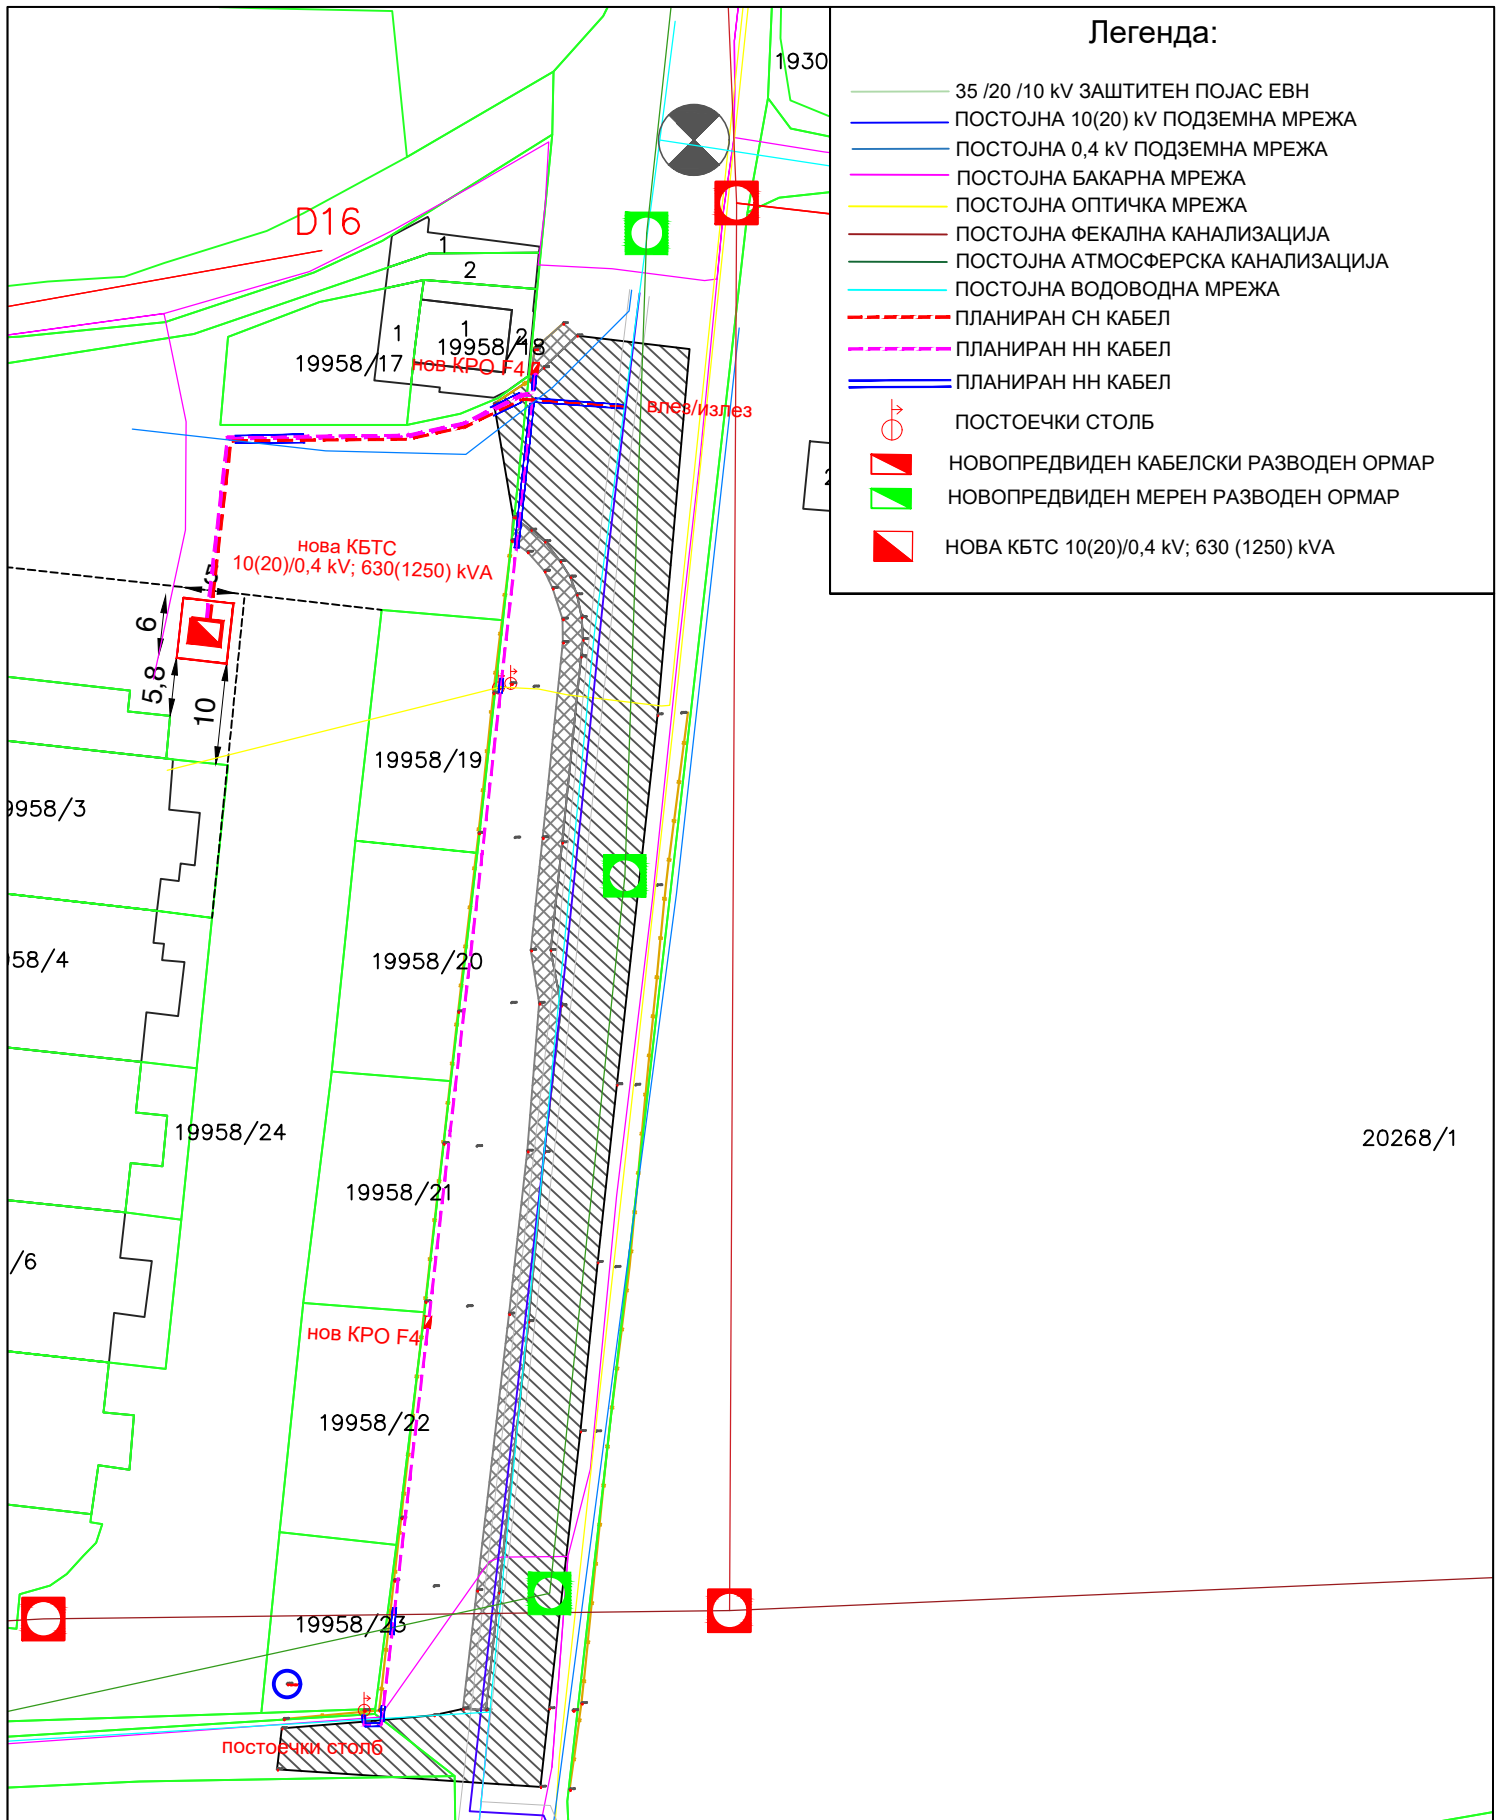 Легенда:
35 /20 /10 kV ЗАШТИТЕН ПОЈАС ЕВН
ПОСТОЈНА 10(20) kV ПОДЗЕМНА МРЕЖА
ПОСТОЈНА 0,4 kV ПОДЗЕМНА МРЕЖА
ПОСТОЈНА БАКАРНА МРЕЖА
ПОСТОЈНА ОПТИЧКА МРЕЖА
ПОСТОЈНА ФЕКАЛНА КАНАЛИЗАЦИЈА
ПОСТОЈНА АТМОСФЕРСКА КАНАЛИЗАЦИЈА
ПОСТОЈНА ВОДОВОДНА МРЕЖА
ПЛАНИРАН СН КАБЕЛ
ПЛАНИРАН НН КАБЕЛ
ПЛАНИРАН НН КАБЕЛ
ПОСТОЕЧКИ СТОЛБ
НОВОПРЕДВИДЕН КАБЕЛСКИ РАЗВОДЕН ОРМАР
НОВОПРЕДВИДЕН МЕРЕН РАЗВОДЕН ОРМАР
НОВА КБТС 10(20)/0,4 kV; 630 (1250) kVA
1930
D16
1
2
1
1
2
19958/17
19958/18
нов КРО F4
влез/излез
2
нова КБТС
10(20)/0,4 kV; 630(1250) kVA
5
6
5,8
10
19958/19
9958/3
19958/20
58/4
19958/24
20268/1
19958/21
/6
нов КРО F4
19958/22
19958/23
постоечки столб